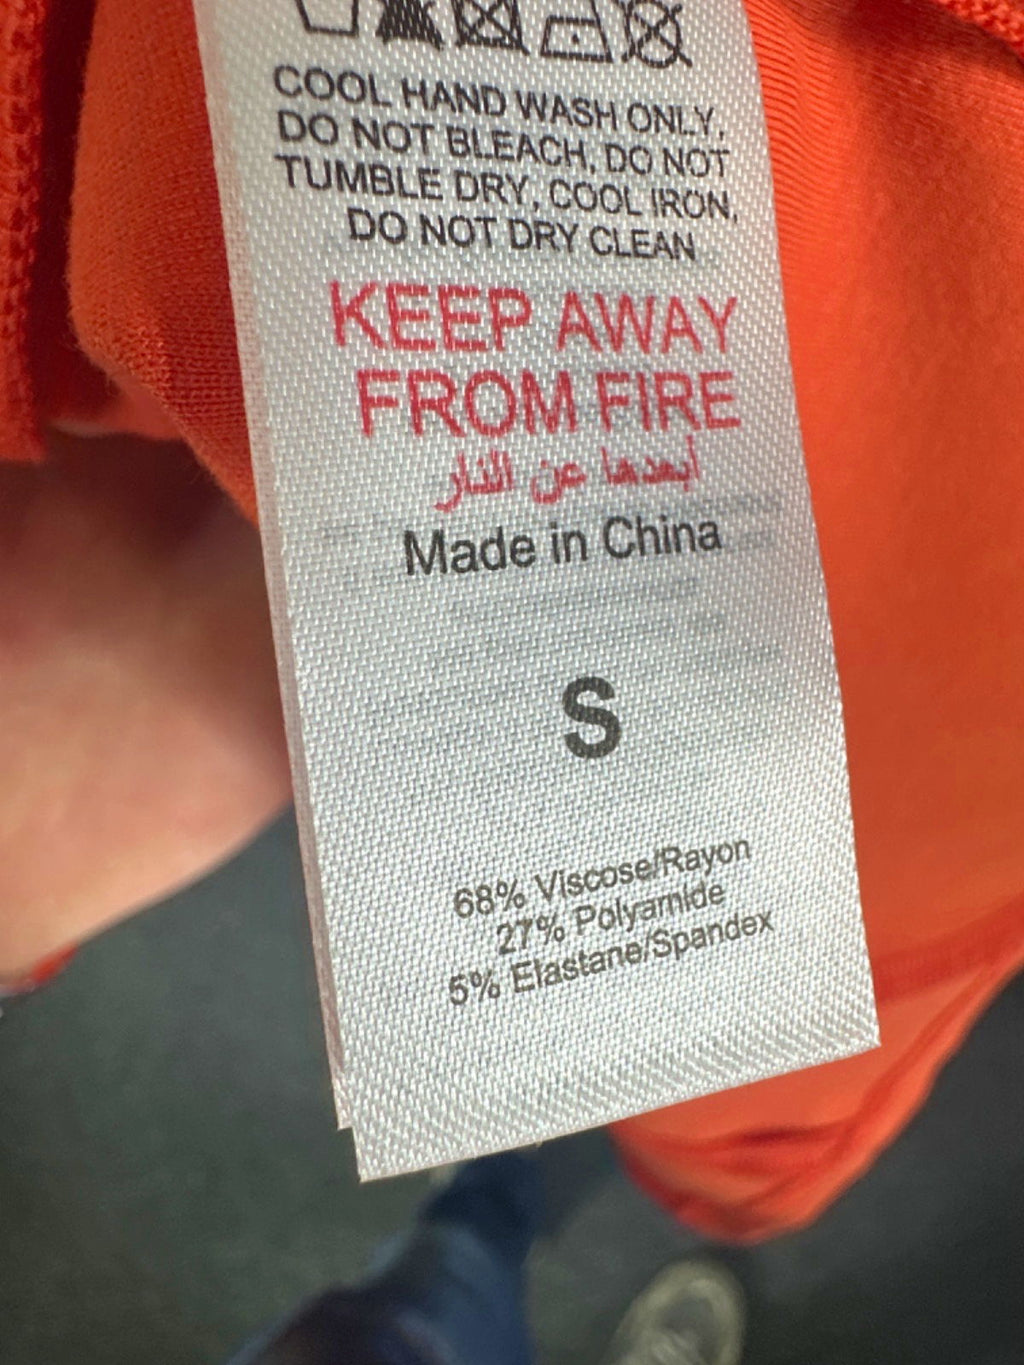 COOL HAND WASH ONLY,
DO NOT BLEACH, DO NOT
TUMBLE DRY, COOL IRON,
DO NOT DRY CLEAN
KEEP AWAY
FROM FIRE
أبعدها عن النار
Made in China
S
68% Viscose/Rayon
27% Polyamide
5% Elastane/Spandex